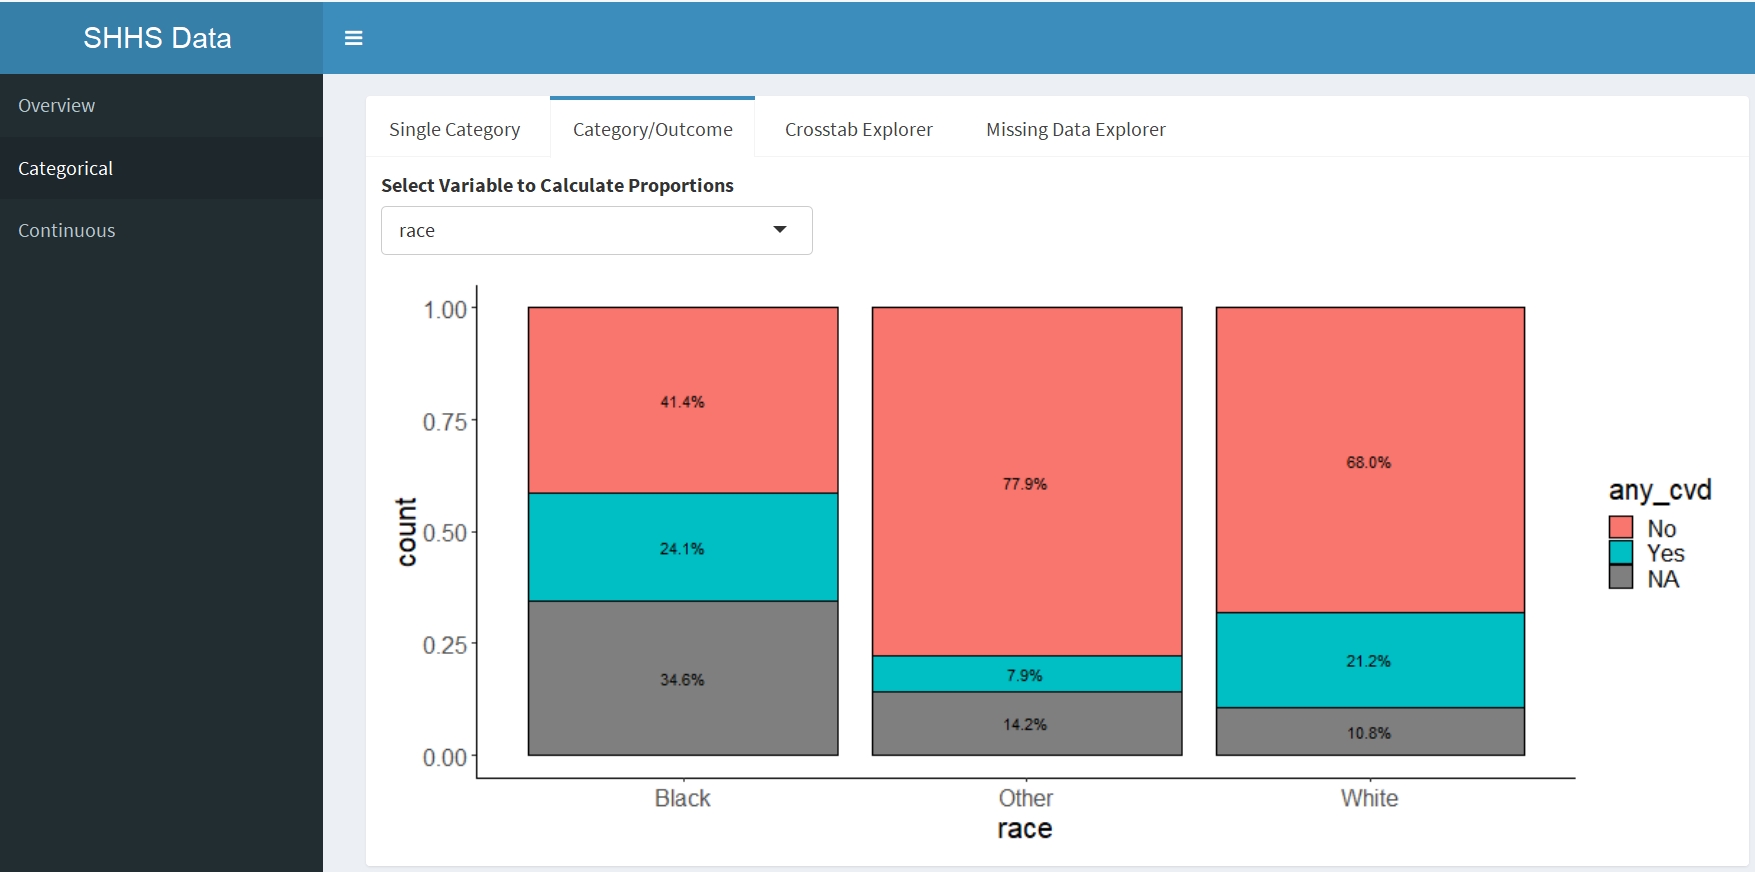 SHHS Data
Overview
Categorical
Continuous
Single Category
Category/Outcome
Crosstab Explorer
Missing Data Explorer
Select Variable to Calculate Proportions
race
count
1.00
0.75
0.50
0.25
0.00
41.4%
24.1%
34.6%
77.9%
7.9%
14.2%
68.0%
21.2%
10.8%
Black
Other
White
race
any_cvd
No
Yes
NA